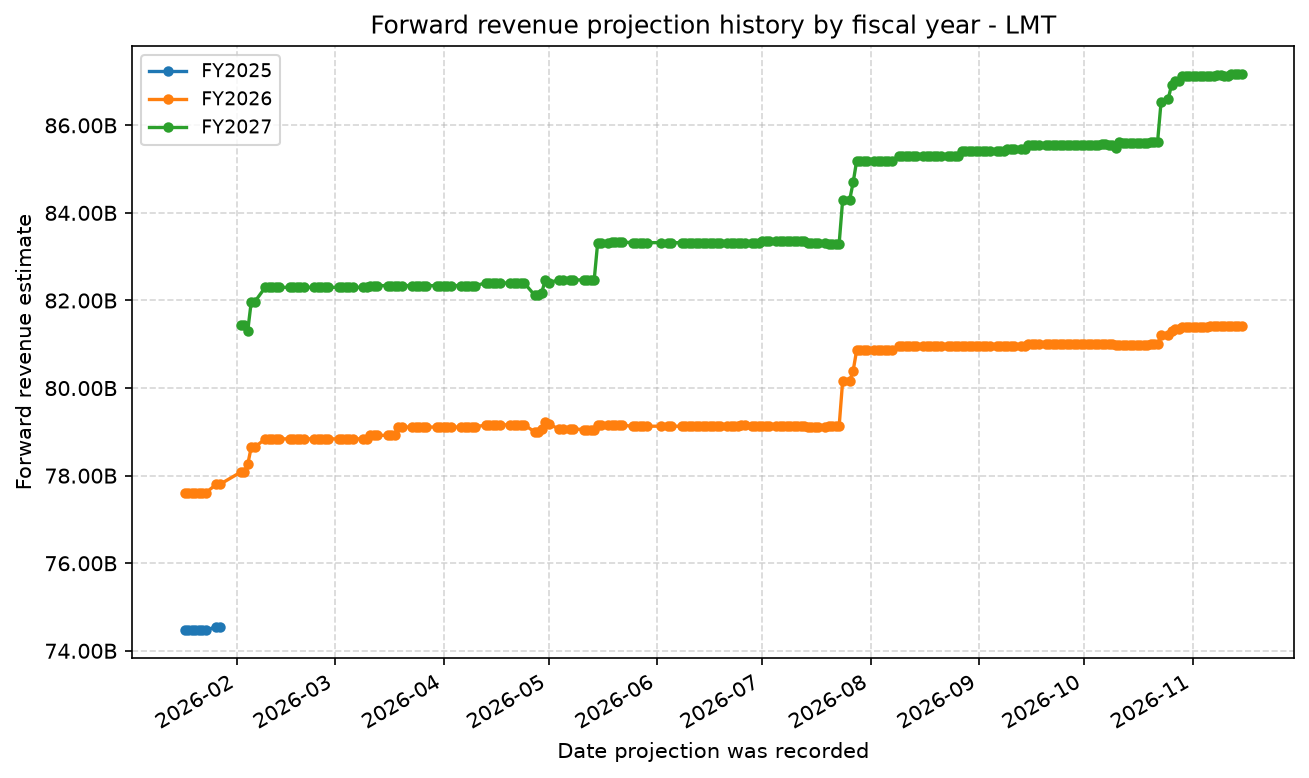 Forward revenue projection history by fiscal year - LMT
FY2025
FY2026
FY2027
Forward revenue estimate
86.00B
84.00B
82.00B
80.00B
78.00B
76.00B
74.00B
2026-02
2026-03
2026-04
2026-05
2026-06
2026-07
2026-08
2026-09
2026-10
2026-11
Date projection was recorded